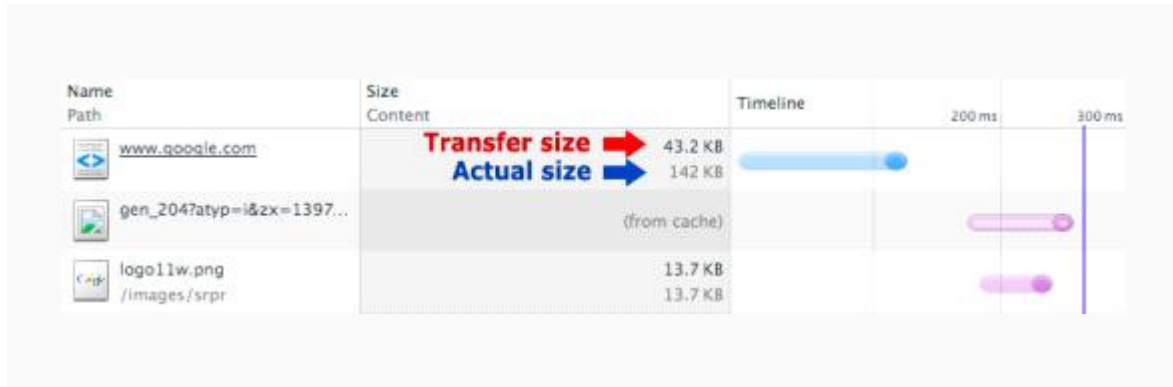 Name
Path
Size
Content
Timeline
200 ms
300 ms
www.google.com
Transfer size
43.2 KB
Actual size
142 KB
gen_204?atyp=i&zx=1397...
(from cache)
logo11w.png
/images/srpr
13.7 KB
13.7 KB